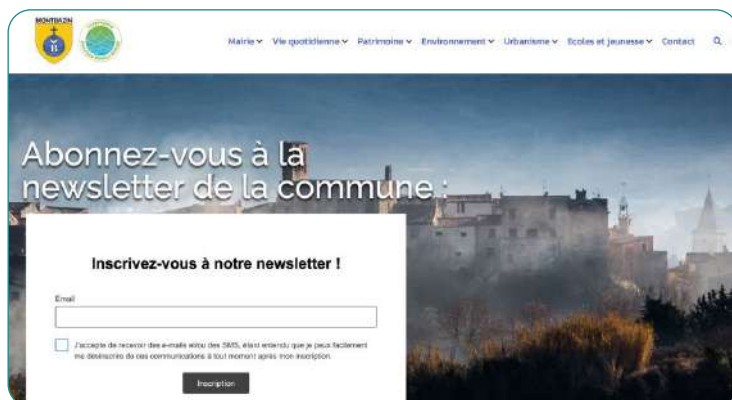 MONTBAZIN
Mairie Vie quotidienne Patrimoine Environnement Urbanisme Ecoles et jeunesse Contact
Abonnez-vous à la
newsletter de la commune :
Inscrivez-vous à notre newsletter !
Email
J'accepte de recevoir des e-mails et/ou des SMS, étant entendu que je peux facilement
me désinscrire de ces communications à tout moment après mon inscription.
Inscription